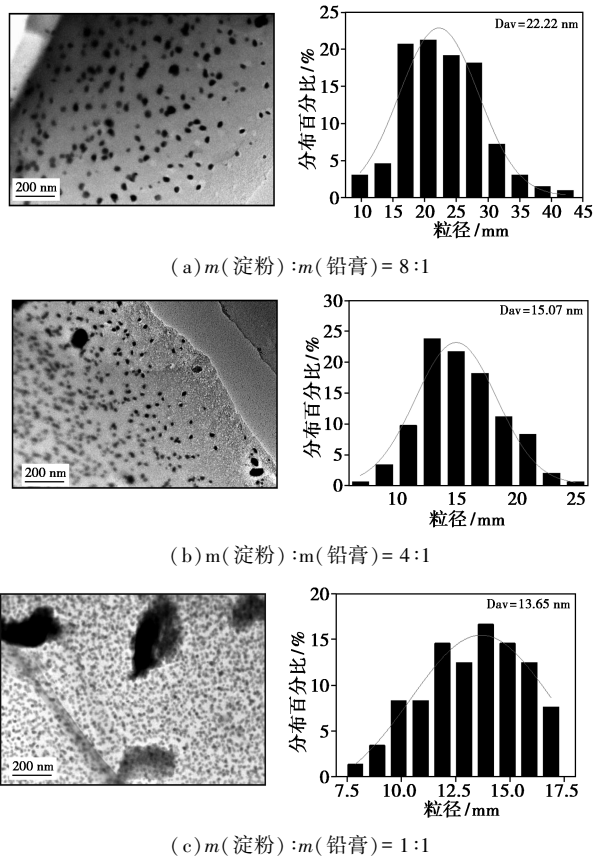 200 nm
Dav=22.22 nm
分布百分比/%
25
20
15
10
5
0
10 15 20 25 30 35 40 45
粒径/mm
(a)m(淀粉)∶m(铅膏)= 8∶1
200 nm
Dav=15.07 nm
分布百分比/%
30
25
20
15
10
5
0
10 15 20 25
粒径/mm
(b)m(淀粉)∶m(铅膏)= 4∶1
200 nm
Dav=13.65 nm
分布百分比/%
20
15
10
5
0
7.5 10.0 12.5 15.0 17.5
粒径/mm
(c)m(淀粉)∶m(铅膏)= 1∶1